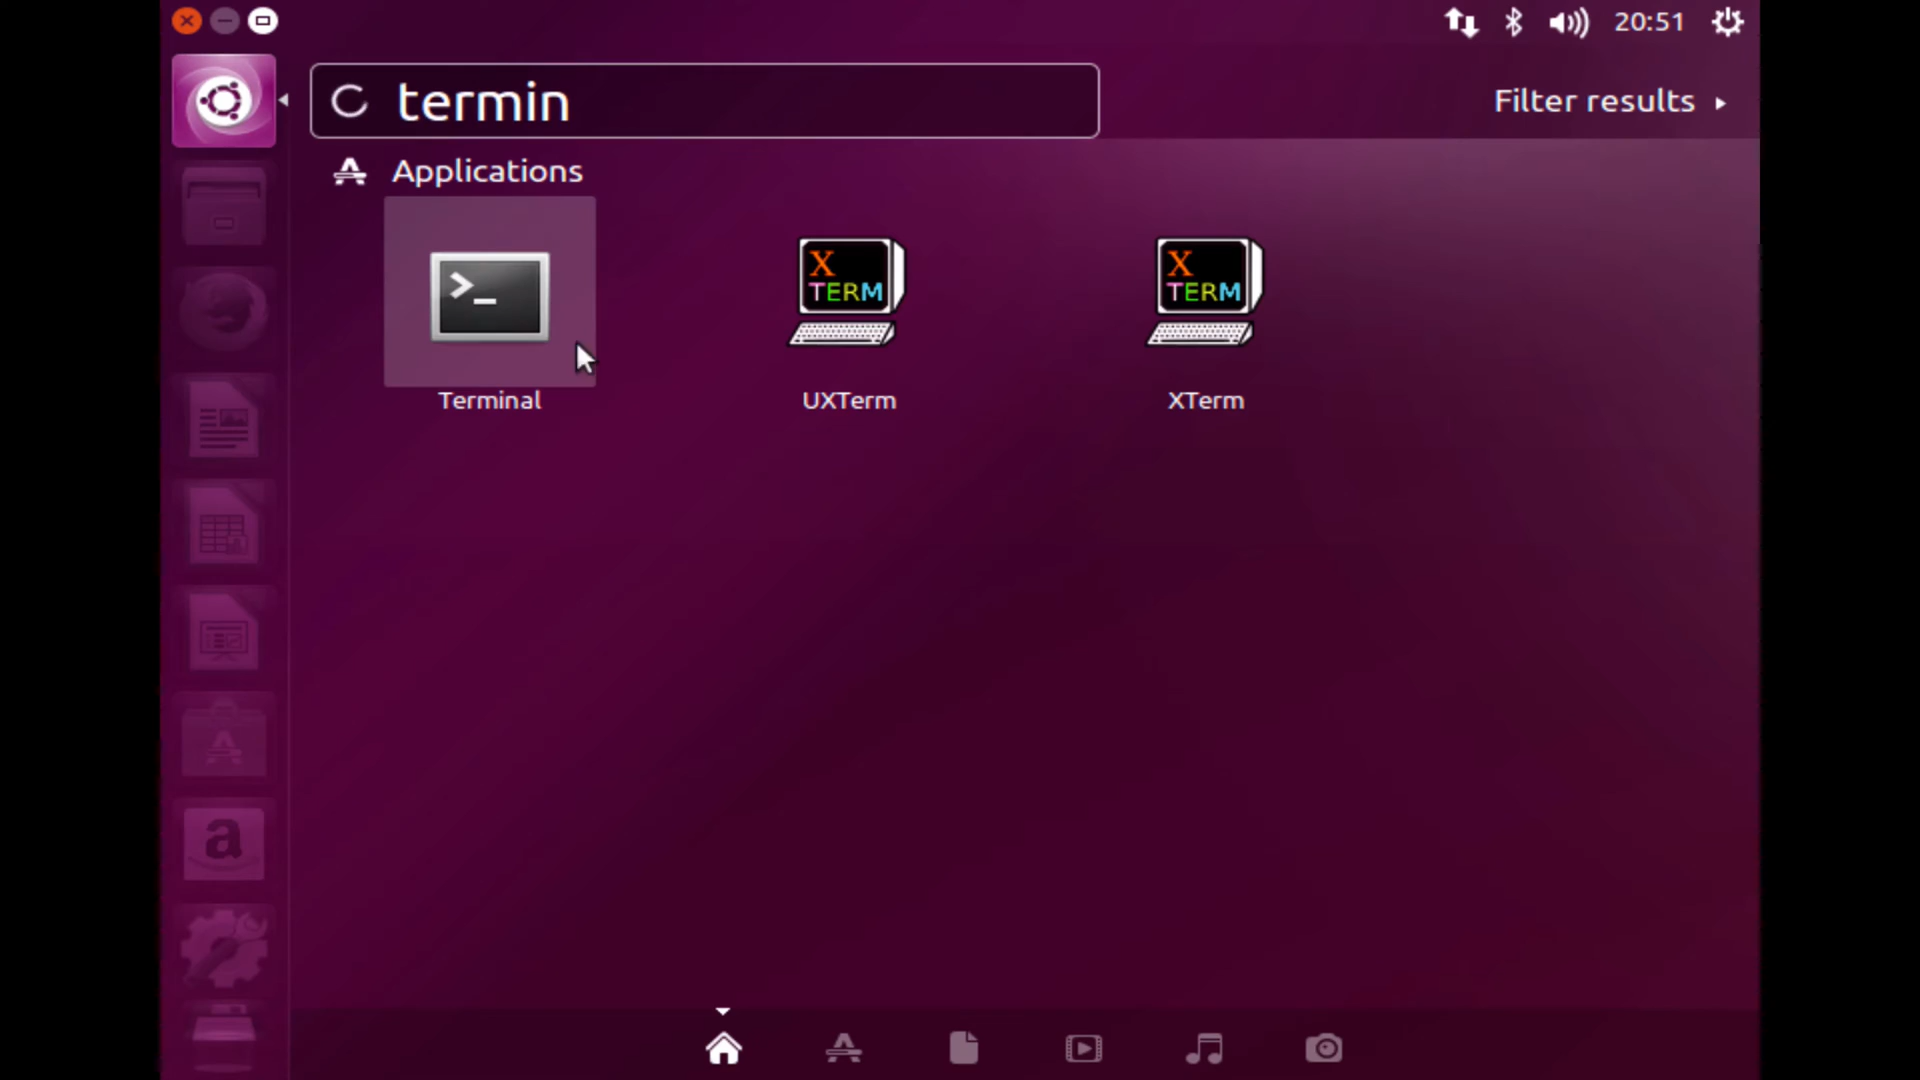 20:51
termin
Filter results
Applications
>_
X
TERM
X
TERM
Terminal
UXTerm
XTerm
a